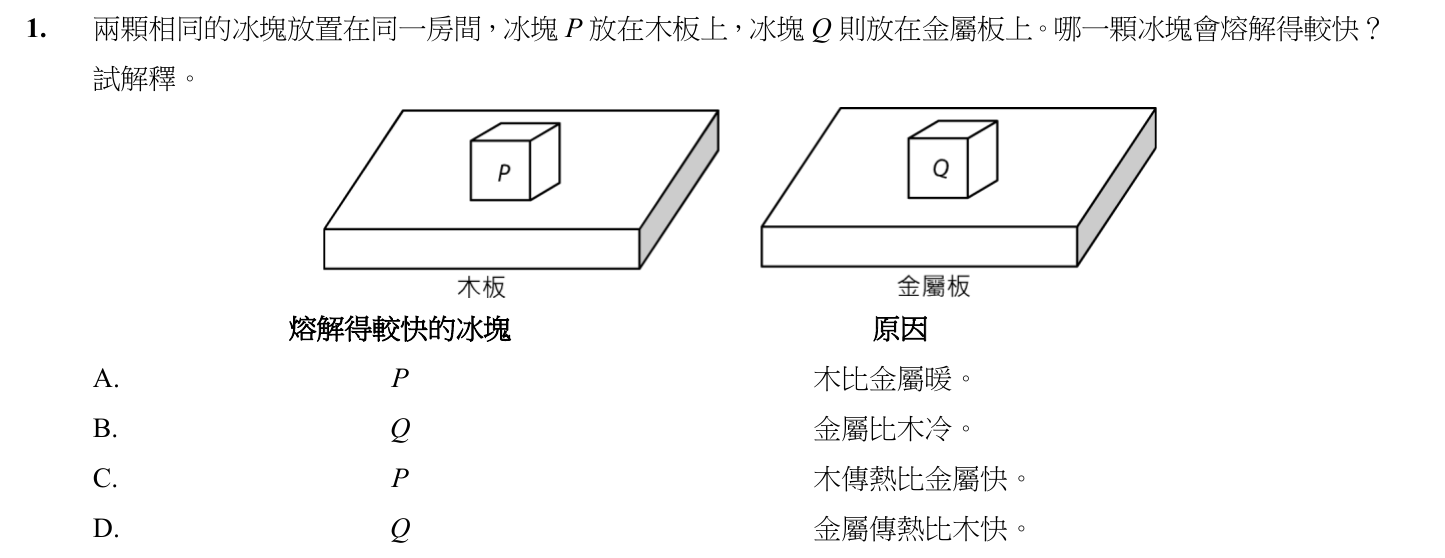 1. 兩顆相同的冰塊放置在同一房間，冰塊 P 放在木板上，冰塊 Q 則放在金屬板上。哪一顆冰塊會熔解得較快？
試解釋。
P Q
木板 金屬板
熔解得較快的冰塊 原因
A. P 木比金屬暖。
B. Q 金屬比木冷。
C. P 木傳熱比金屬快。
D. Q 金屬傳熱比木快。